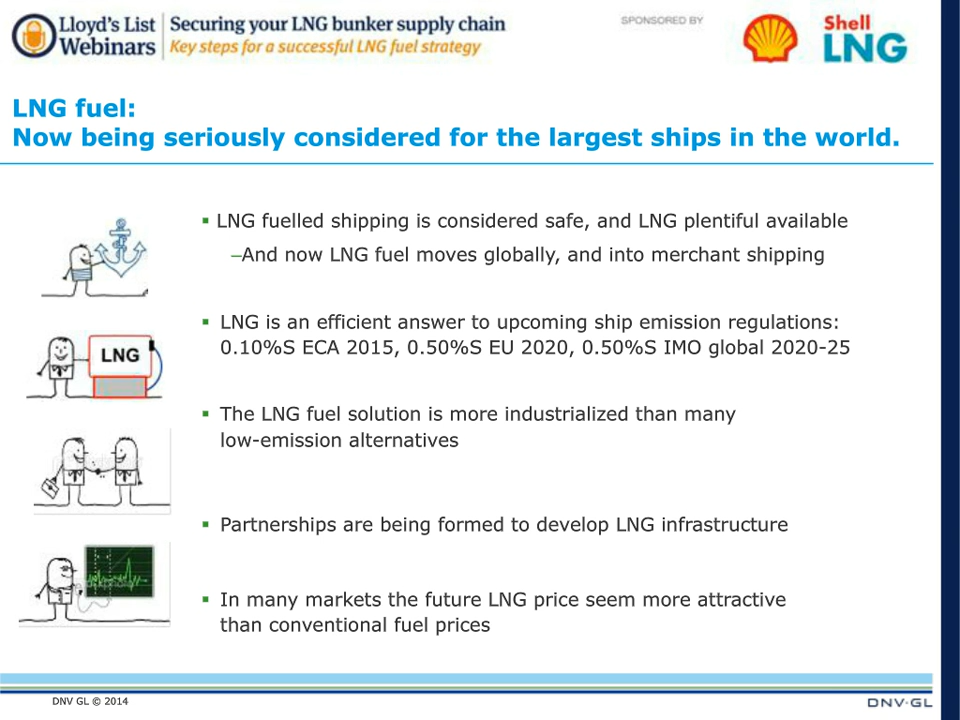 Lloyd's List
Webinars
Securing your LNG bunker supply chain
Key steps for a successful LNG fuel strategy
SPONSORED BY
Shell
LNG
LNG fuel:
Now being seriously considered for the largest ships in the world.
▪ LNG fuelled shipping is considered safe, and LNG plentiful available
–And now LNG fuel moves globally, and into merchant shipping
▪ LNG is an efficient answer to upcoming ship emission regulations:
0.10%S ECA 2015, 0.50%S EU 2020, 0.50%S IMO global 2020-25
LNG
▪ The LNG fuel solution is more industrialized than many
low-emission alternatives
▪ Partnerships are being formed to develop LNG infrastructure
▪ In many markets the future LNG price seem more attractive
than conventional fuel prices
DNV GL © 2014
DNV·GL